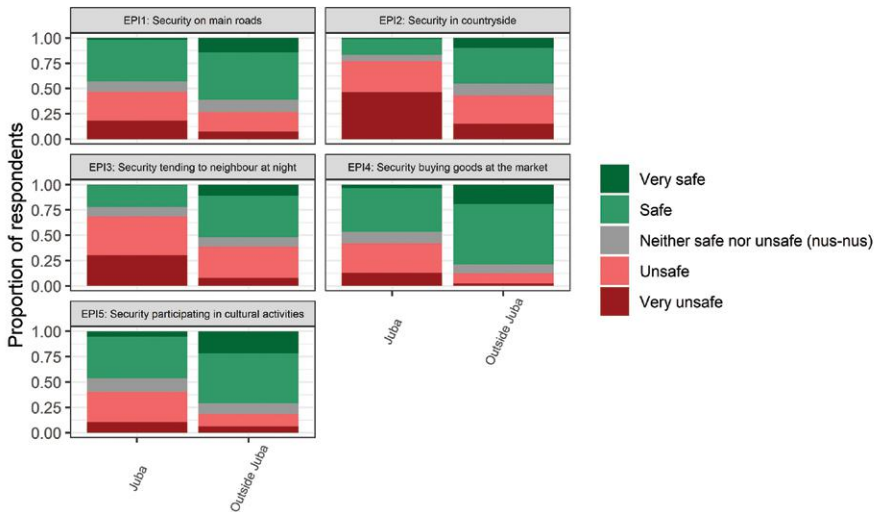 EPI1: Security on main roads
EPI2: Security in countryside
1.00
0.75
0.50
0.25
0.00
EPI3: Security tending to neighbour at night
EPI4: Security buying goods at the market
1.00
0.75
0.50
0.25
0.00
EPI5: Security participating in cultural activities
1.00
0.75
0.50
0.25
0.00
Proportion of respondents
Juba
Outside Juba
Juba
Outside Juba
Very safe
Safe
Neither safe nor unsafe (nus-nus)
Unsafe
Very unsafe